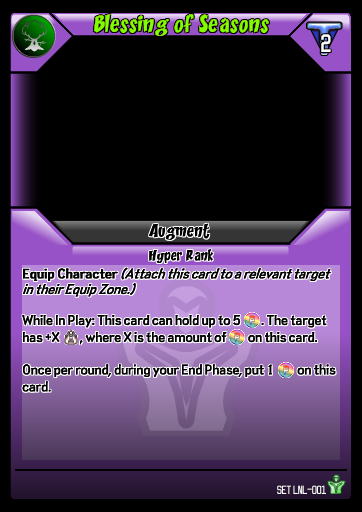 Blessing of Seasons
2
Augment
Hyper Rank
Equip Character (Attach this card to a relevant target
in their Equip Zone.)
While In Play: This card can hold up to 5 . The target
has +X , where X is the amount of on this card.
Once per round, during your End Phase, put 1 on this
card.
SET LNL-001